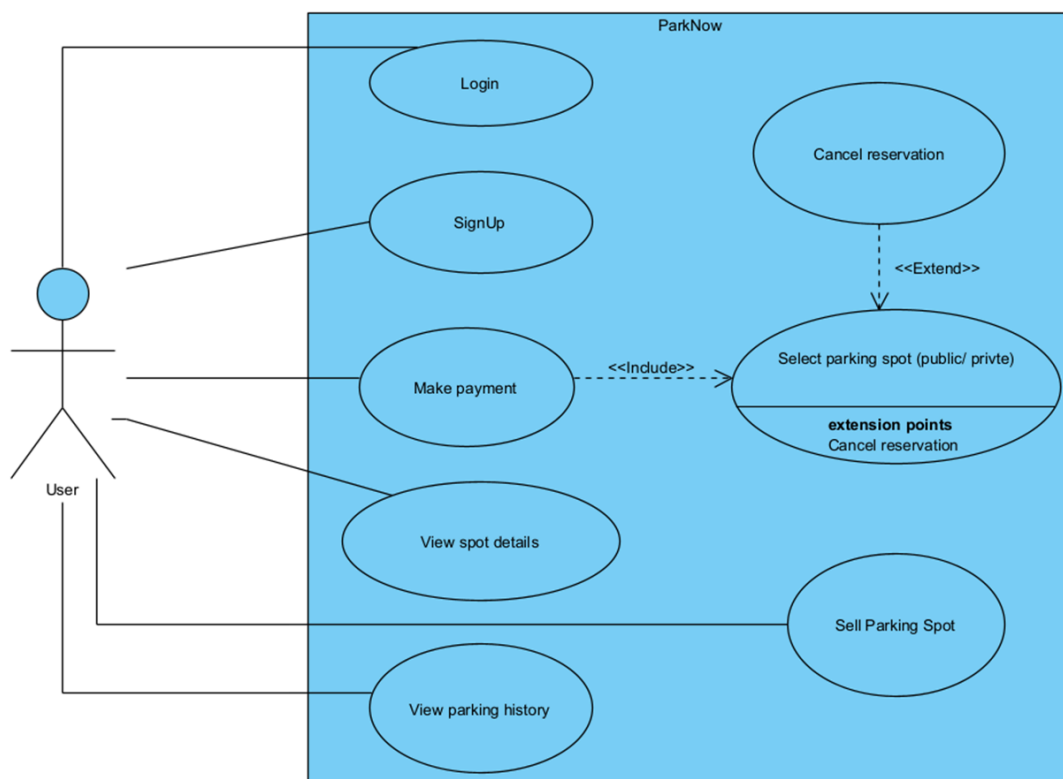 ParkNow
Login
Cancel reservation
SignUp
<<Extend>>
Select parking spot (public/ privte)
<<Include>>
Make payment
extension points
Cancel reservation
User
View spot details
Sell Parking Spot
View parking history